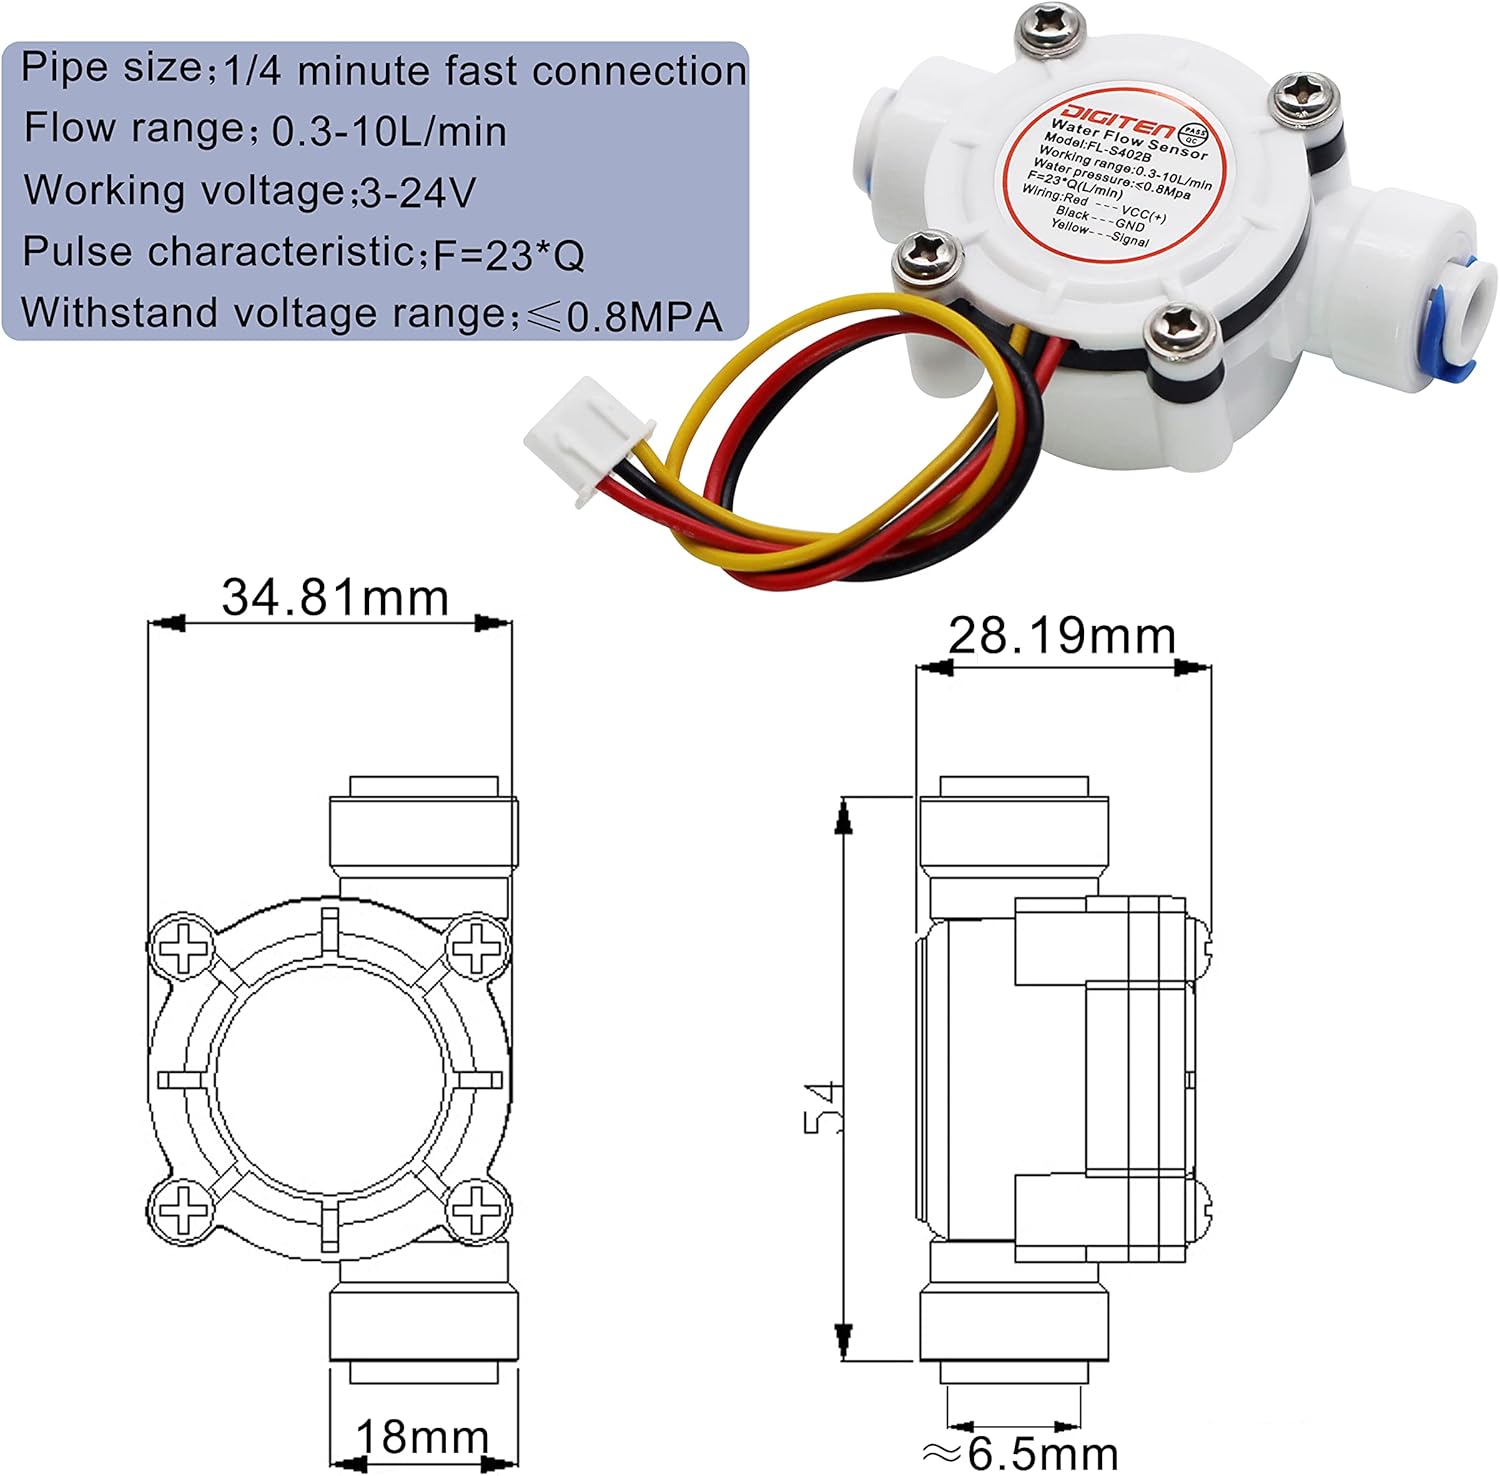 Pipe size;1/4 minute fast connection
Flow range; 0.3-10L/min
Working voltage;3-24V
Pulse characteristic;F=23*Q
Withstand voltage range;≤0.8MPA
DIGITEN
PASS
QC
Water Flow Sensor
Model:FL-S402B
Working range:0.3-10L/min
Water pressure:≤0.8Mpa
F=23*Q(L/min)
Wiring:Red ---VCC(+)
Black---GND
Yellow---Signal
34.81mm
28.19mm
54
18mm
≈6.5mm